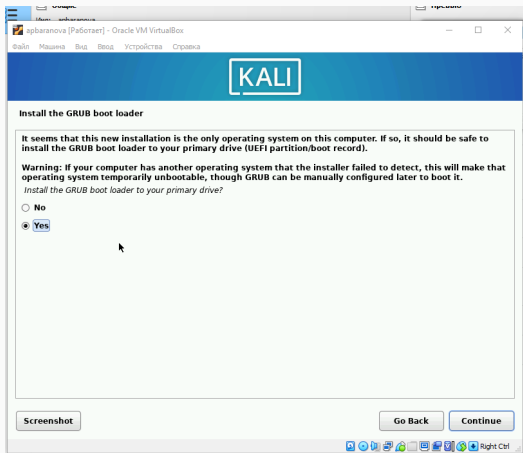 apbaranova [Работает] - Oracle VM VirtualBox
Файл Машина Вид Ввод Устройства Справка
KALI
Install the GRUB boot loader
It seems that this new installation is the only operating system on this computer. If so, it should be safe to
install the GRUB boot loader to your primary drive (UEFI partition/boot record).
Warning: If your computer has another operating system that the installer failed to detect, this will make that
operating system temporarily unbootable, though GRUB can be manually configured later to boot it.
Install the GRUB boot loader to your primary drive?
No
Yes
Screenshot Go Back Continue
Right Ctrl